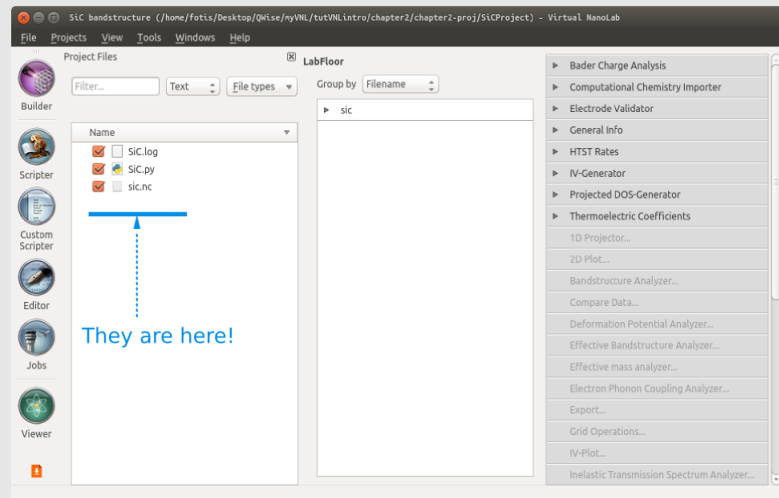 SiC bandstructure (/home/fotis/Desktop/QWise/myVNL/tutVNLintro/chapter2/chapter2-proj/SiCProject) - Virtual NanoLab
File Projects View Tools Windows Help
Project Files
Filter... Text File types
Name
SiC.log
SiC.py
sic.nc
They are here!
Builder
Scripter
Custom
Scripter
Editor
Jobs
Viewer
LabFloor
Group by Filename
sic
Bader Charge Analysis
Computational Chemistry Importer
Electrode Validator
General Info
HTST Rates
IV-Generator
Projected DOS-Generator
Thermoelectric Coefficients
1D Projector...
2D Plot...
Bandstructure Analyzer...
Compare Data...
Deformation Potential Analyzer...
Effective Bandstructure Analyzer...
Effective mass analyzer...
Electron Phonon Coupling Analyzer...
Export...
Grid Operations...
IV-Plot...
Inelastic Transmission Spectrum Analyzer...